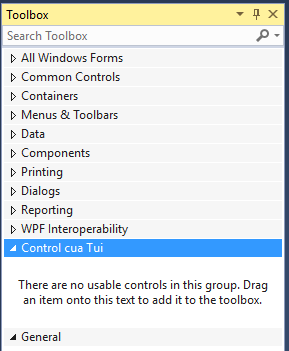 Toolbox
Search Toolbox
All Windows Forms
Common Controls
Containers
Menus & Toolbars
Data
Components
Printing
Dialogs
Reporting
WPF Interoperability
Control cua Tui
There are no usable controls in this group. Drag
an item onto this text to add it to the toolbox.
General